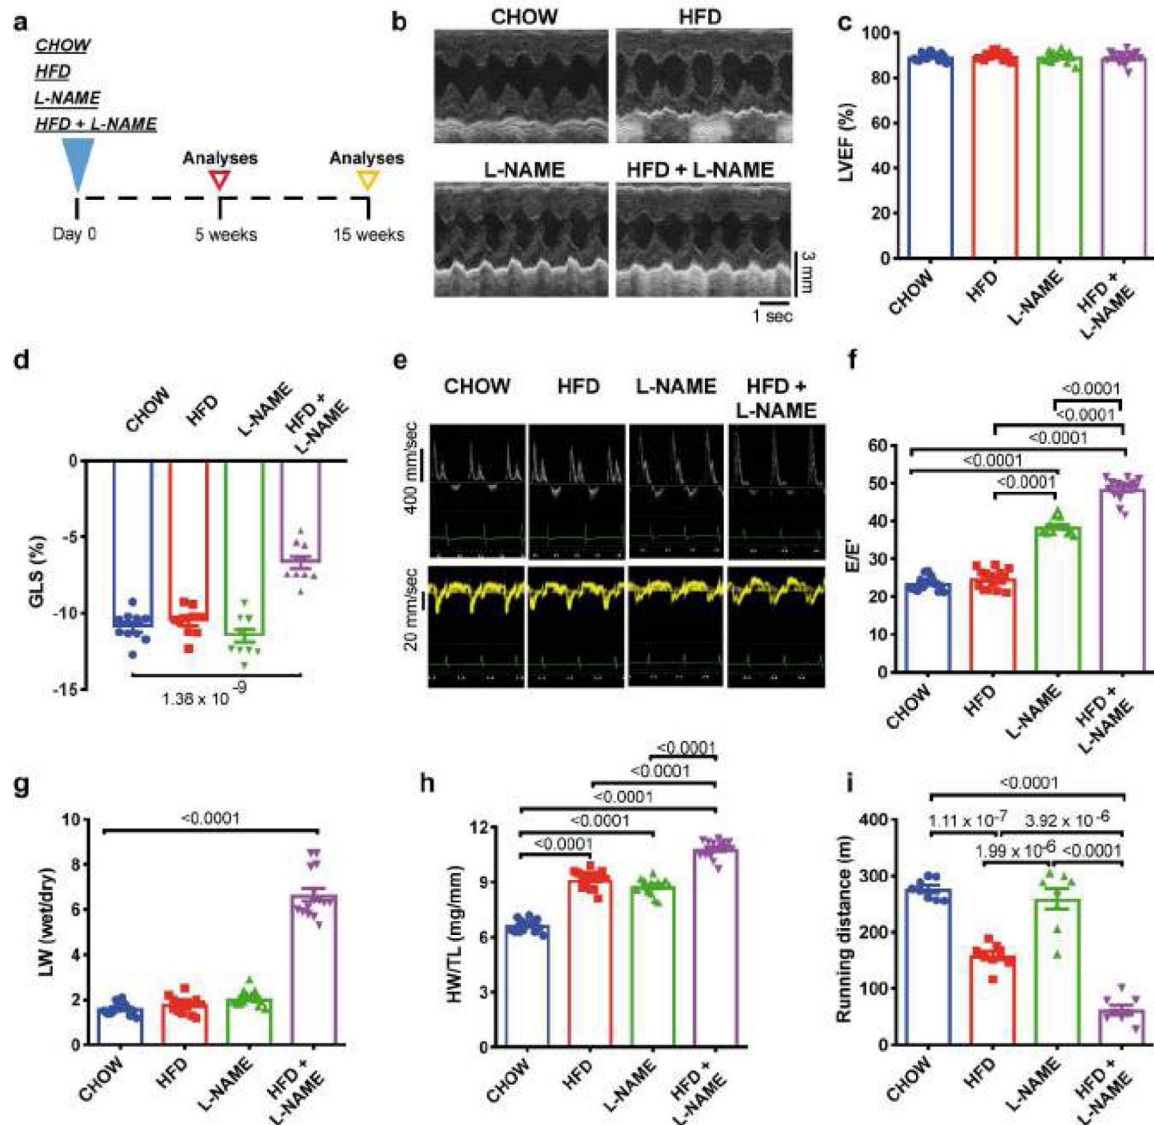 a
CHOW
HFD
L-NAME
HFD + L-NAME
Analyses
Analyses
Day 0
5 weeks
15 weeks
b
CHOW
HFD
L-NAME
HFD + L-NAME
3 mm
1 sec
c
LVEF (%)
100
80
60
40
20
0
CHOW
HFD
L-NAME
HFD +
L-NAME
d
CHOW
HFD
L-NAME
HFD +
L-NAME
GLS (%)
0
-5
-10
-15
1.38 x 10 -9
e
CHOW
HFD
L-NAME
HFD +
L-NAME
400 mm/sec
20 mm/sec
f
<0.0001
<0.0001
<0.0001
<0.0001
<0.0001
E/E'
60
50
40
30
20
10
0
CHOW
HFD
L-NAME
HFD +
L-NAME
g
<0.0001
LW (wet/dry)
10
8
6
4
2
0
CHOW
HFD
L-NAME
HFD +
L-NAME
h
<0.0001
<0.0001
<0.0001
<0.0001
<0.0001
HW/TL (mg/mm)
12
9
6
3
0
CHOW
HFD
L-NAME
HFD +
L-NAME
i
<0.0001
1.11 x 10 -7
3.92 x 10 -6
1.99 x 10 -6
<0.0001
Running distance (m)
400
300
200
100
0
CHOW
HFD
L-NAME
HFD +
L-NAME